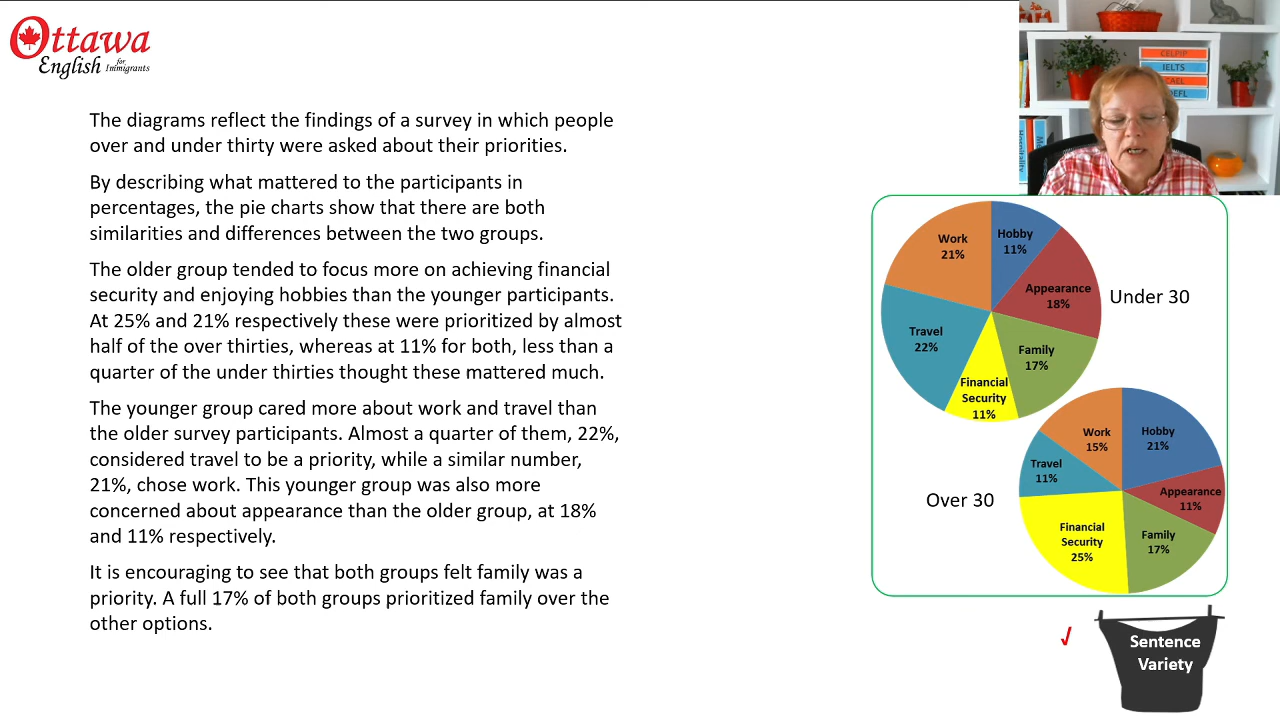 Ottawa
English for Immigrants
The diagrams reflect the findings of a survey in which people
over and under thirty were asked about their priorities.
By describing what mattered to the participants in
percentages, the pie charts show that there are both
similarities and differences between the two groups.
The older group tended to focus more on achieving financial
security and enjoying hobbies than the younger participants.
At 25% and 21% respectively these were prioritized by almost
half of the over thirties, whereas at 11% for both, less than a
quarter of the under thirties thought these mattered much.
The younger group cared more about work and travel than
the older survey participants. Almost a quarter of them, 22%,
considered travel to be a priority, while a similar number,
21%, chose work. This younger group was also more
concerned about appearance than the older group, at 18%
and 11% respectively.
It is encouraging to see that both groups felt family was a
priority. A full 17% of both groups prioritized family over the
other options.
CELPIP
IELTS
CAEL
Hospitality
Work
21%
Hobby
11%
Appearance
18%
Family
17%
Financial
Security
11%
Travel
22%
Under 30
Work
15%
Hobby
21%
Appearance
11%
Family
17%
Financial
Security
25%
Travel
11%
Over 30
Sentence
Variety